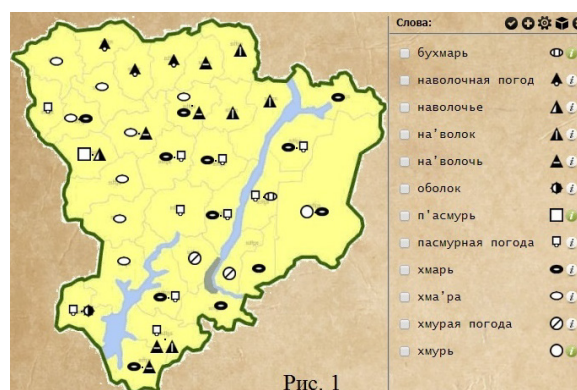 Слова:
бухмарь
наволочная погод
наволочье
на'волок
на'волочь
оболок
п'асмурь
пасмурная погода
хмарь
хма'ра
хмурая погода
хмурь
Рис. 1